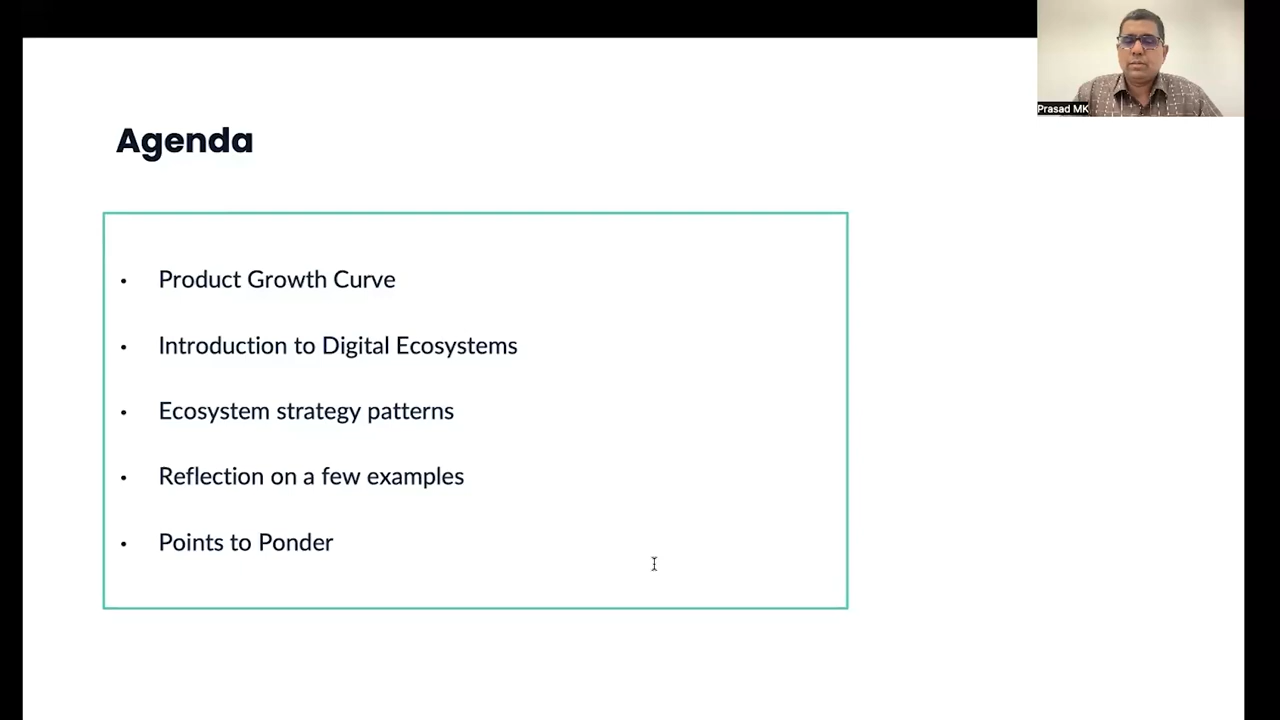 Agenda
Prasad MK
• Product Growth Curve
• Introduction to Digital Ecosystems
• Ecosystem strategy patterns
• Reflection on a few examples
• Points to Ponder